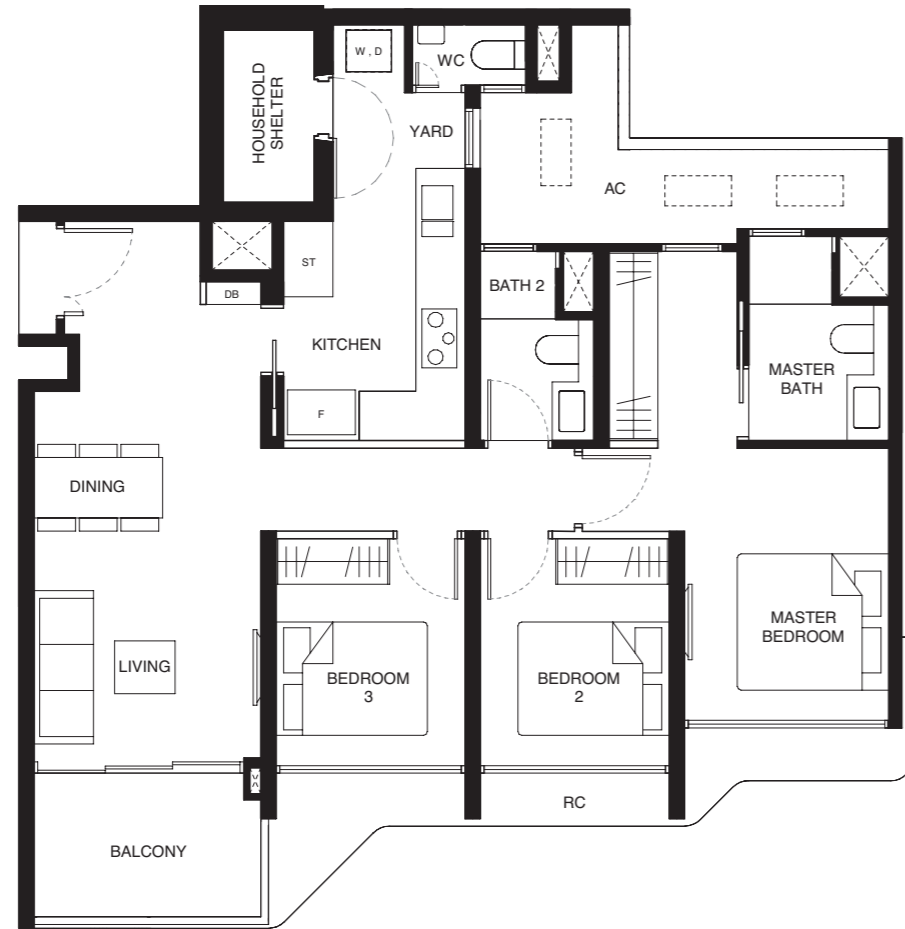 W , D
WC
HOUSEHOLD
SHELTER
YARD
AC
ST
BATH 2
DB
KITCHEN
MASTER
BATH
F
DINING
MASTER
BEDROOM
LIVING
BEDROOM
3
BEDROOM
2
RC
BALCONY